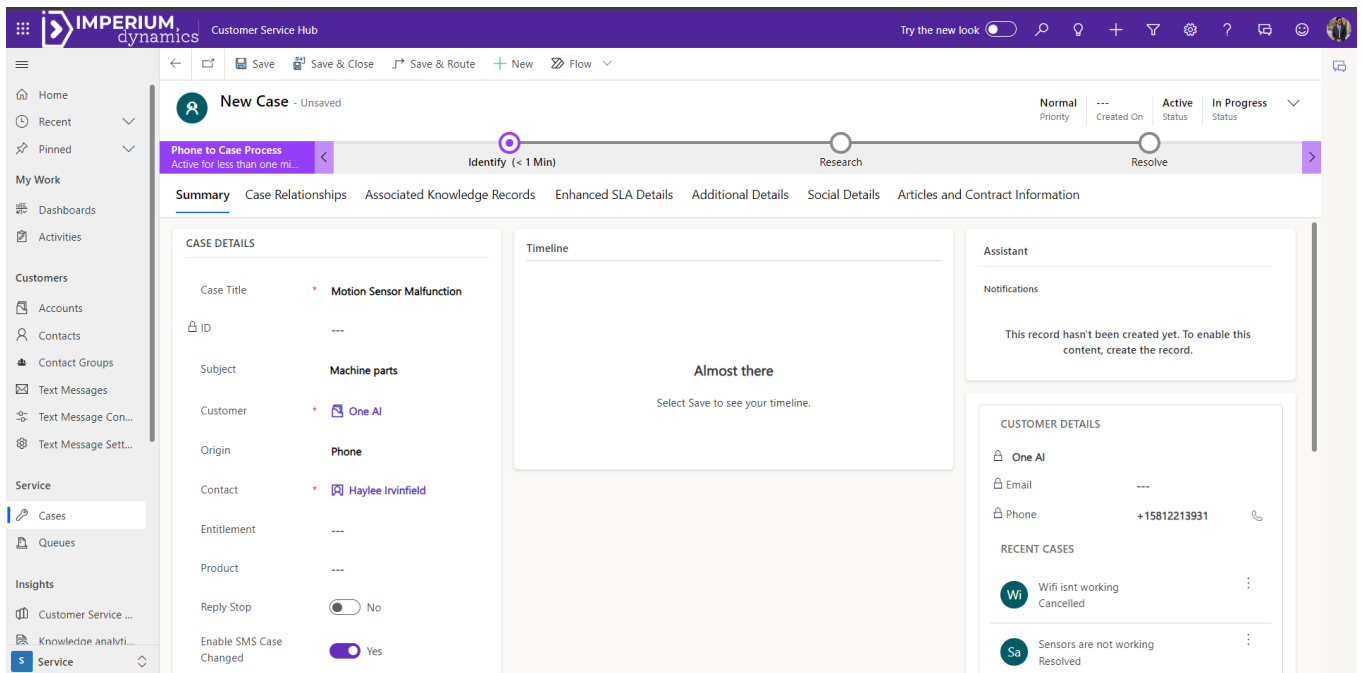 IMPERIUM
dynamics
Customer Service Hub
Try the new look
Save
Save & Close
Save & Route
New
Flow
Home
Recent
Pinned
My Work
Dashboards
Activities
Customers
Accounts
Contacts
Contact Groups
Text Messages
Text Message Con...
Text Message Sett...
Service
Cases
Queues
Insights
Customer Service ...
Knowledge analyti...
S Service
New Case - Unsaved
Normal
Priority
---
Created On
Active
Status
In Progress
Status
Phone to Case Process
Active for less than one mi...
Identify (< 1 Min)
Research
Resolve
Summary Case Relationships Associated Knowledge Records Enhanced SLA Details Additional Details Social Details Articles and Contract Information
CASE DETAILS
Case Title * Motion Sensor Malfunction
ID ---
Subject Machine parts
Customer * One AI
Origin Phone
Contact * Haylee Irvinfield
Entitlement ---
Product ---
Reply Stop No
Enable SMS Case
Changed Yes
Timeline
Almost there
Select Save to see your timeline.
Assistant
Notifications
This record hasn't been created yet. To enable this
content, create the record.
CUSTOMER DETAILS
One AI
Email ---
Phone +15812213931
RECENT CASES
Wi
Wifi isnt working
Cancelled
Sa
Sensors are not working
Resolved